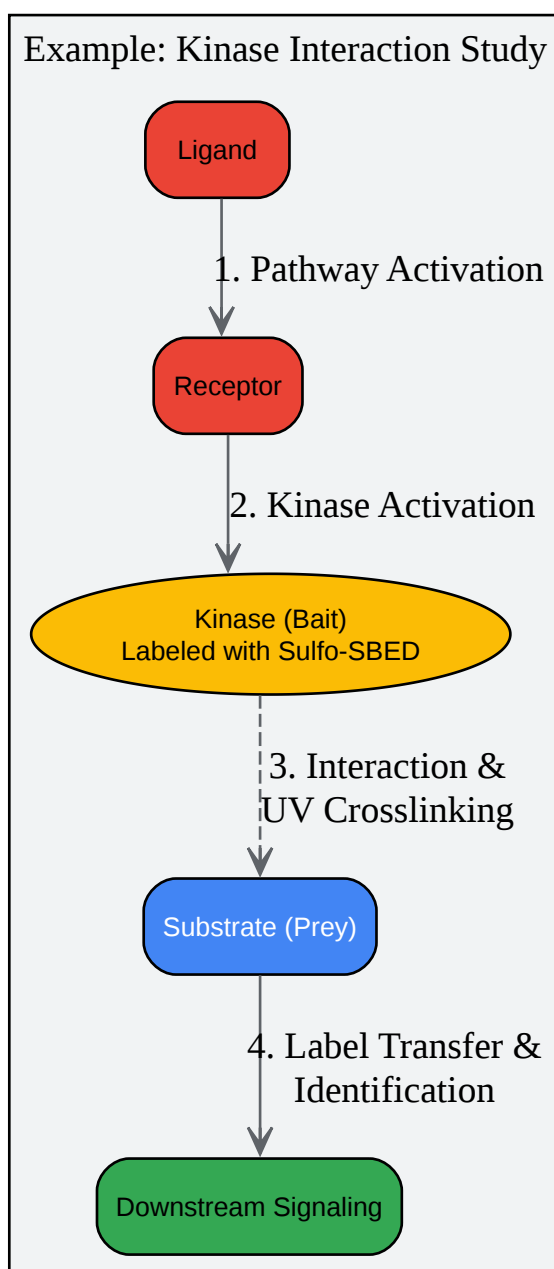 Example: Kinase Interaction Study
Ligand
1. Pathway Activation
Receptor
2. Kinase Activation
Kinase (Bait)
Labeled with Sulfo-SBED
3. Interaction &
UV Crosslinking
Substrate (Prey)
4. Label Transfer &
Identification
Downstream Signaling